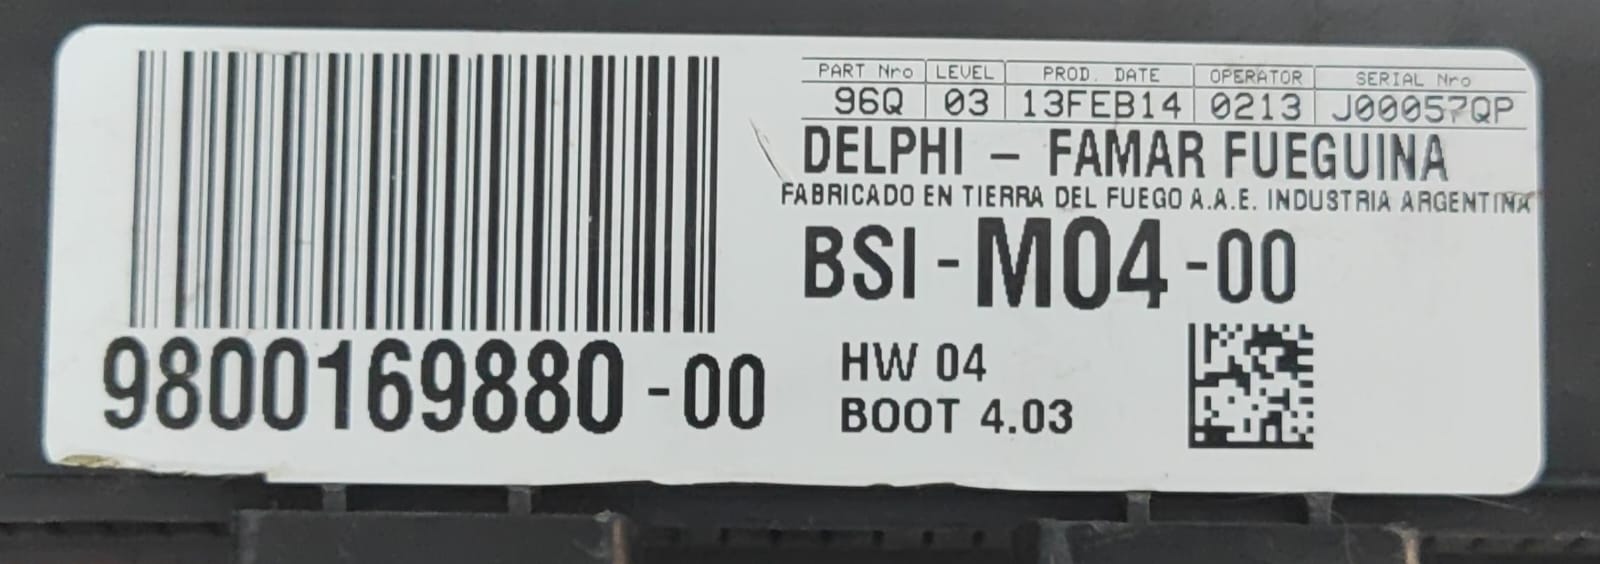 PART Nro LEVEL PROD. DATE OPERATOR SERIAL Nro
96Q 03 13FEB14 0213 J00057QP
DELPHI – FAMAR FUEGUINA
FABRICADO EN TIERRA DEL FUEGO A.A.E. INDUSTRIA ARGENTINA
BSI - M04 - 00
9800169880 - 00
HW 04
BOOT 4.03